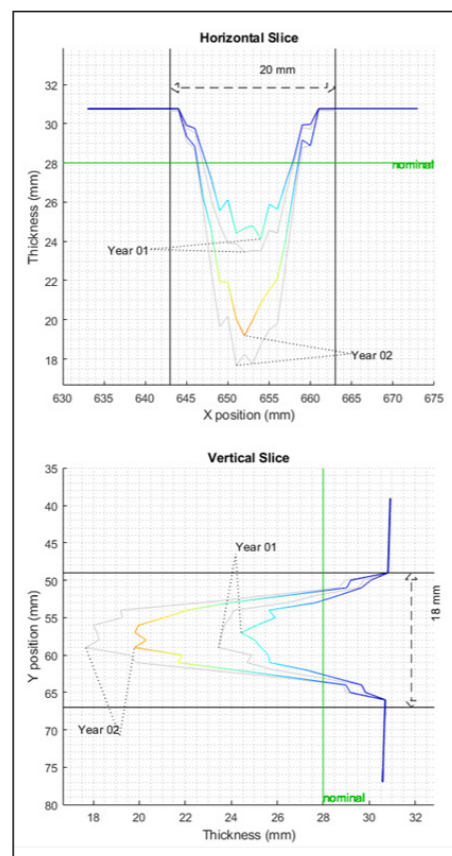 Horizontal Slice
20 mm
32
30
28
26
24
22
20
18
nominal
Year 01
Year 02
Thickness (mm)
630 635 640 645 650 655 660 665 670 675
X position (mm)
Vertical Slice
35
40
45
50
55
60
65
70
75
80
Year 01
18 mm
Year 02
nominal
Y position (mm)
18 20 22 24 26 28 30 32
Thickness (mm)